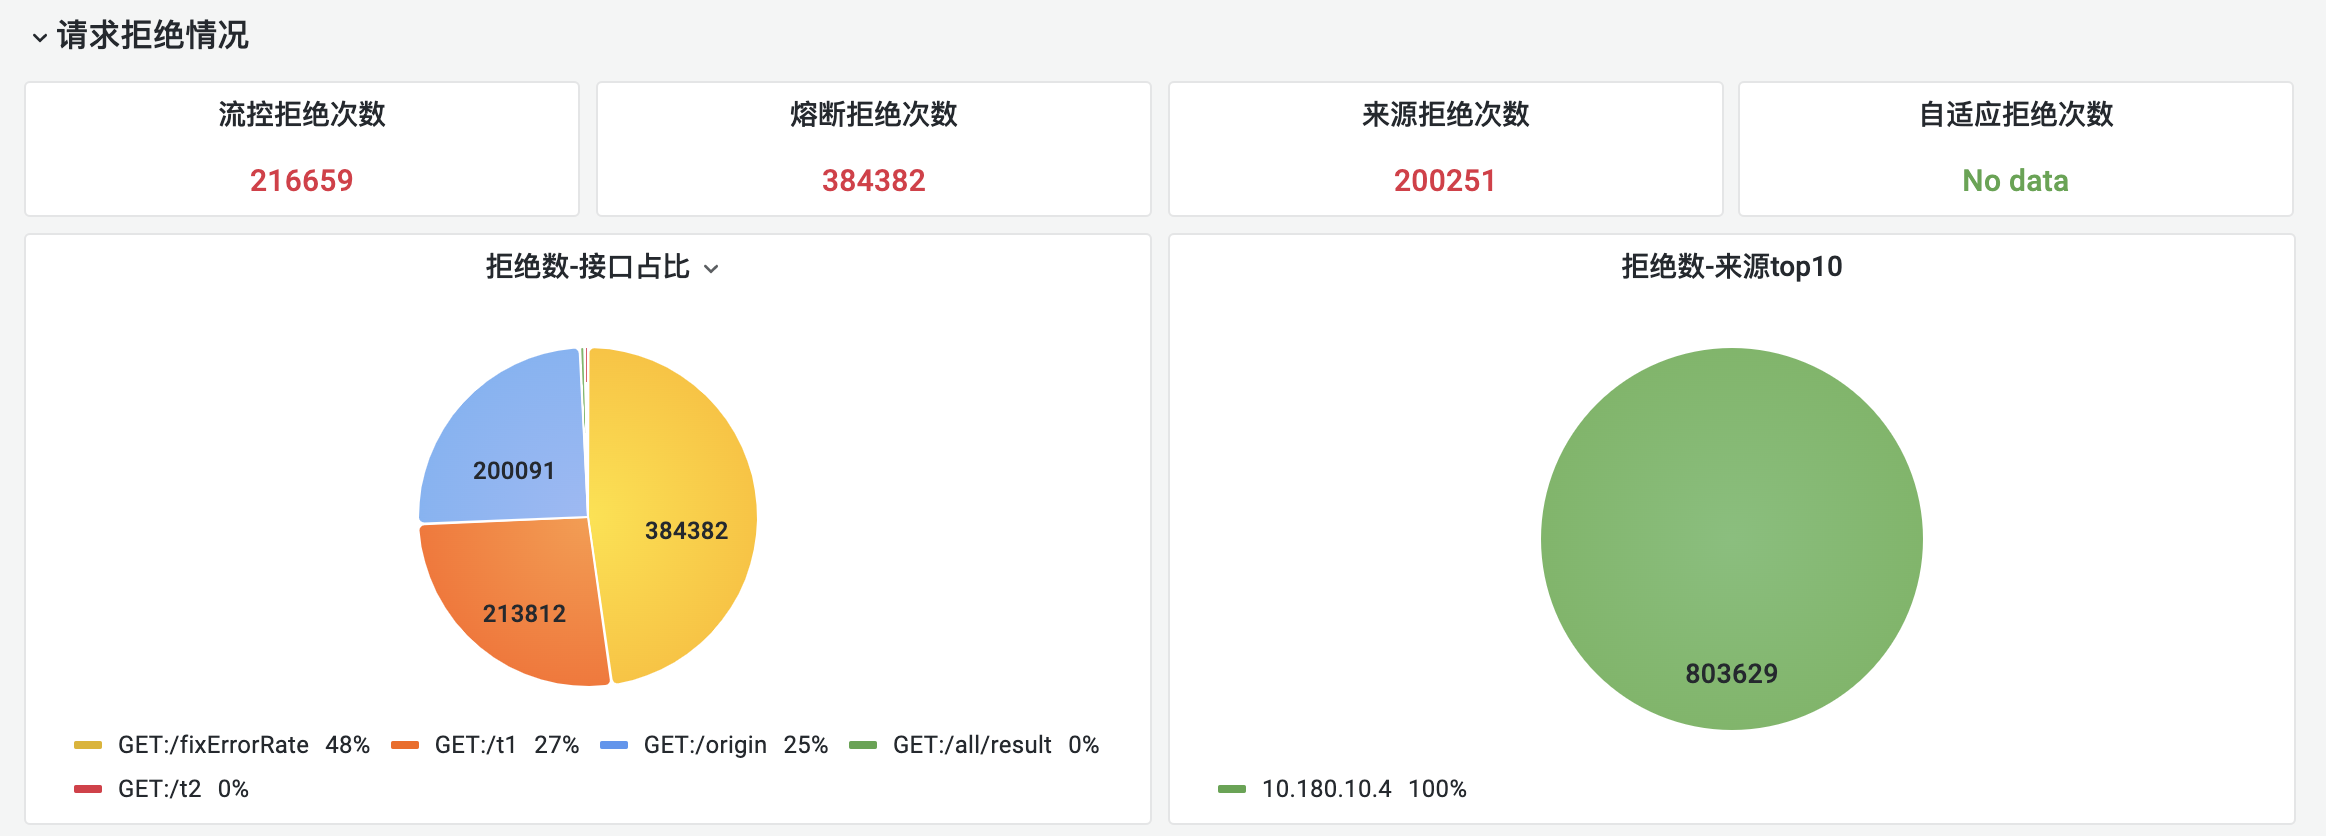 请求拒绝情况
流控拒绝次数
216659
熔断拒绝次数
384382
来源拒绝次数
200251
自适应拒绝次数
No data
拒绝数-接口占比
200091
384382
213812
GET:/fixErrorRate 48% GET:/t1 27% GET:/origin 25% GET:/all/result 0%
GET:/t2 0%
拒绝数-来源top10
803629
10.180.10.4 100%